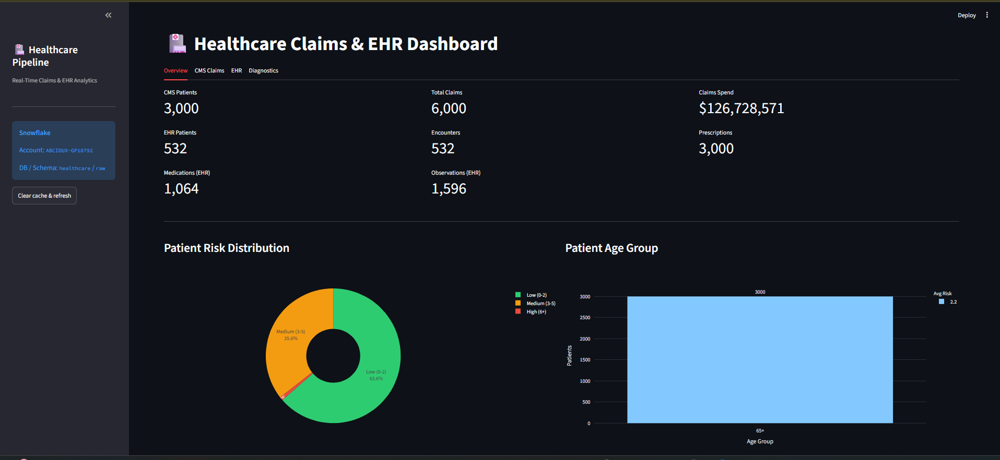 Deploy
Healthcare
Pipeline
Real-Time Claims & EHR Analytics
Snowflake
Account: ABCIDUX-GP18792
DB / Schema: healthcare / raw
Clear cache & refresh
Healthcare Claims & EHR Dashboard
Overview CMS Claims EHR Diagnostics
CMS Patients
3,000
Total Claims
6,000
Claims Spend
$126,728,571
EHR Patients
532
Encounters
532
Prescriptions
3,000
Medications (EHR)
1,064
Observations (EHR)
1,596
Patient Risk Distribution
Medium (3-5)
35.6%
Low (0-2)
63.6%
Low (0-2)
Medium (3-5)
High (6+)
Patient Age Group
3000
3000
2500
2000
1500
1000
500
0
Patients
65+
Age Group
Avg Risk
2.2